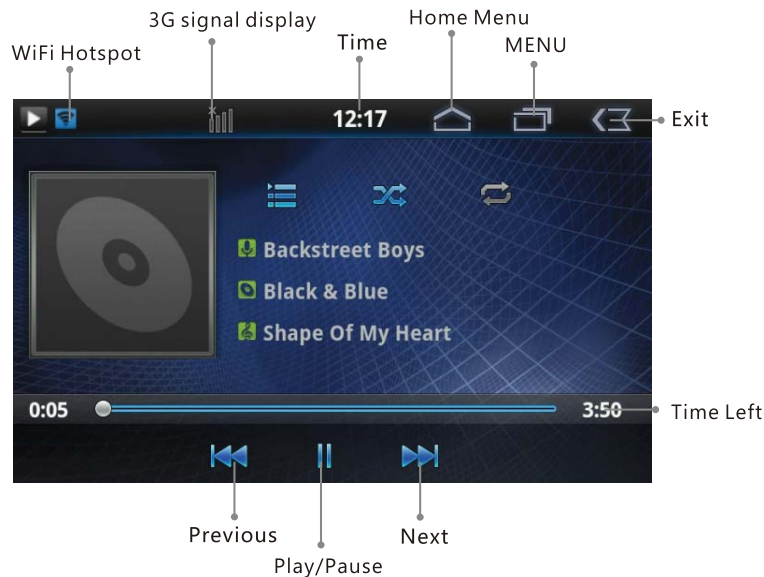 3G signal display
Home Menu
Time
MENU
WiFi Hotspot
12:17
Exit
Backstreet Boys
Black & Blue
Shape Of My Heart
0:05
3:50
Time Left
Previous
Next
Play/Pause